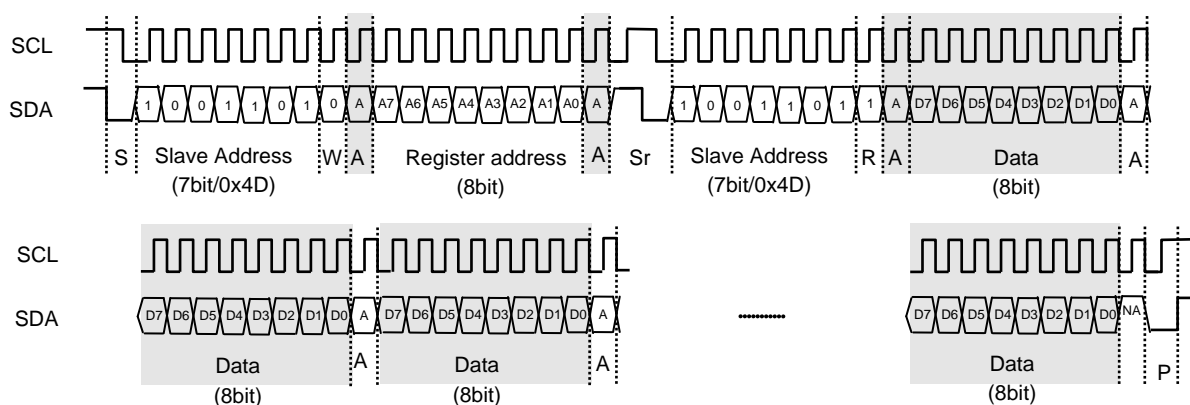 SCL
SDA
1 0 0 1 1 0 1 0 A A7 A6 A5 A4 A3 A2 A1 A0 A 1 0 0 1 1 0 1 1 A D7 D6 D5 D4 D3 D2 D1 D0 A
S Slave Address W A Register address A Sr Slave Address R A Data A
(7bit/0x4D) (8bit) (7bit/0x4D) (8bit)
SCL
SDA
D7 D6 D5 D4 D3 D2 D1 D0 A D7 D6 D5 D4 D3 D2 D1 D0 A D7 D6 D5 D4 D3 D2 D1 D0 NA
Data A Data A Data P
(8bit) (8bit) (8bit)